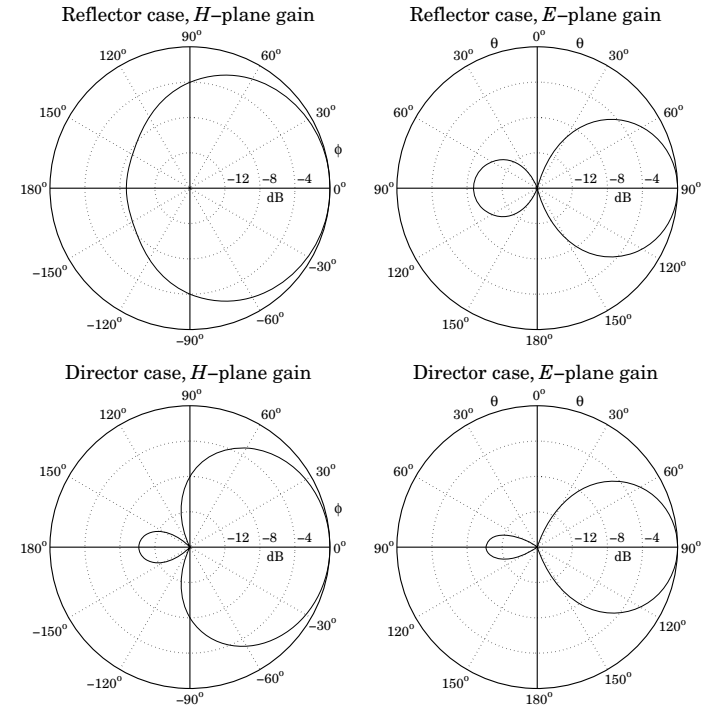 Reflector case, H−plane gain
90°
120°
60°
150°
30°
ϕ
180°
−12 −8 −4
0°
dB
−150°
−30°
−120°
−60°
−90°
Reflector case, E−plane gain
0°
30° θ θ 30°
60°
60°
90°
−12 −8 −4
90°
dB
120°
120°
150°
150°
180°
Director case, H−plane gain
90°
120°
60°
150°
30°
ϕ
180°
−12 −8 −4
0°
dB
−150°
−30°
−120°
−60°
−90°
Director case, E−plane gain
0°
30° θ θ 30°
60°
60°
90°
−12 −8 −4
90°
dB
120°
120°
150°
150°
180°